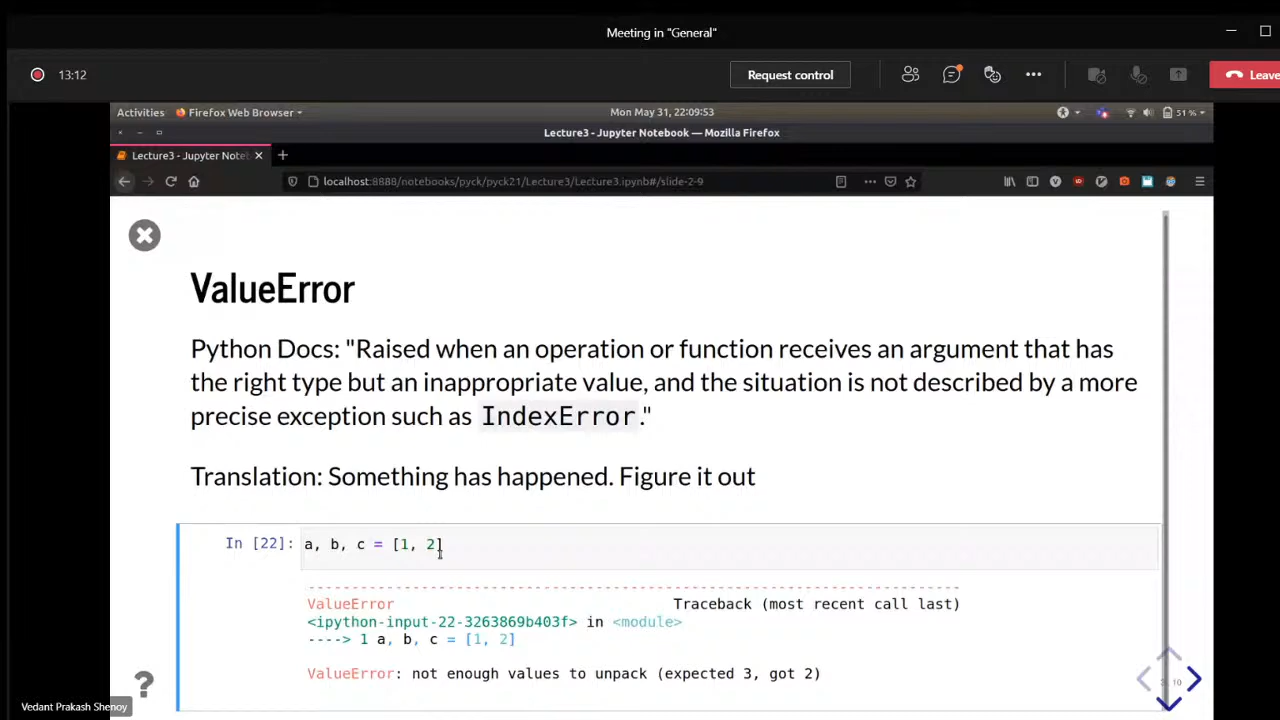 Meeting in "General"
13:12
Request control
Leave
Activities
Firefox Web Browser
Mon May 31, 22:09:53
51 %
Lecture3 - Jupyter Notebook — Mozilla Firefox
Lecture3 - Jupyter Noteb
localhost:8888/notebooks/pyck/pyck21/Lecture3/Lecture3.ipynb#/slide-2-9
ValueError
Python Docs: "Raised when an operation or function receives an argument that has
the right type but an inappropriate value, and the situation is not described by a more
precise exception such as IndexError."
Translation: Something has happened. Figure it out
In [22]: a, b, c = [1, 2]
---------------------------------------------------------------------------
ValueError Traceback (most recent call last)
<ipython-input-22-3263869b403f> in <module>
----> 1 a, b, c = [1, 2]
ValueError: not enough values to unpack (expected 3, got 2)
?
Vedant Prakash Shenoy